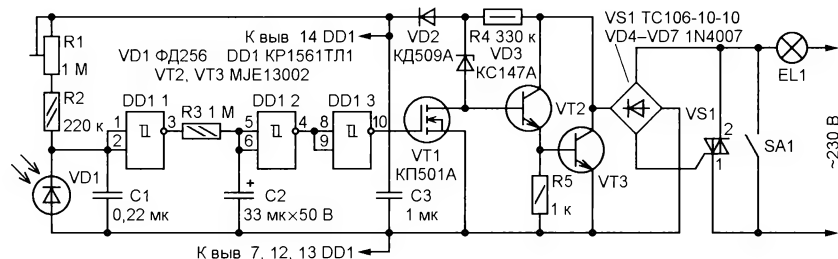 К выв 14 DD1
VD2
КД509А
R4 330 к
VS1 ТС106-10-10
VD4–VD7 1N4007
R1
1 М
VD1 ФД256 DD1 КР1561ТЛ1
VT2, VT3 MJE13002
VD3
КС147А
EL1
R2
220 к
DD1 1
R3 1 М
DD1 2
DD1 3
VT2
VS1
1
2
3
5
6
4
8
9
10
2
1
SA1
~230 В
VD1
C1
0,22 мк
C2
+
33 мк×50 В
VT1
КП501А
C3
1 мк
R5
1 к
VT3
К выв 7, 12, 13 DD1